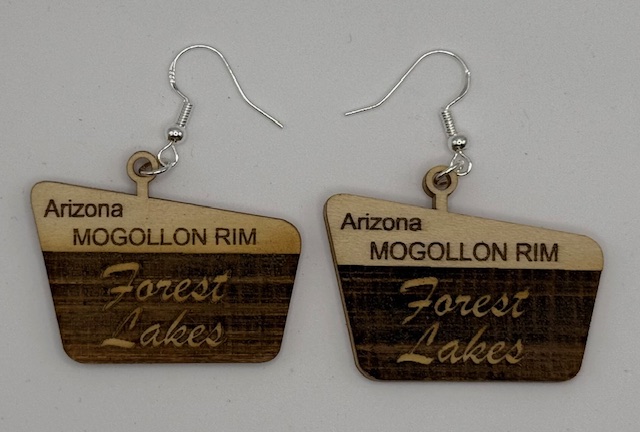 Arizona
MOGOLLON RIM
Forest
Lakes
Arizona
MOGOLLON RIM
Forest
Lakes